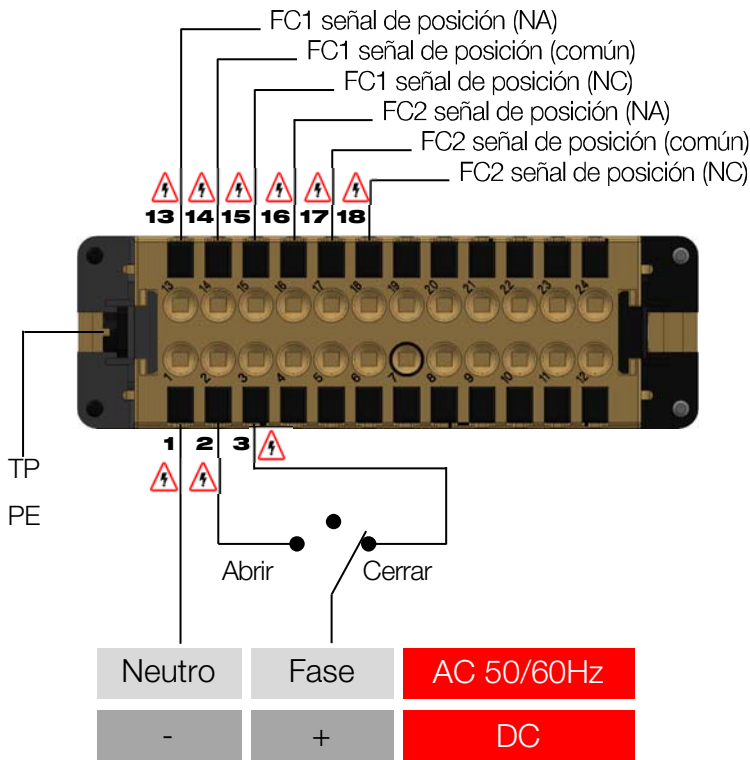 FC1 señal de posición (NA)
FC1 señal de posición (común)
FC1 señal de posición (NC)
FC2 señal de posición (NA)
FC2 señal de posición (común)
FC2 señal de posición (NC)
13 14 15 16 17 18
13 14 15 16 17 18 19 20 21 22 23 24
1 2 3 4 5 6 7 8 9 10 11 12
1 2 3
TP
PE
Abrir Cerrar
Neutro Fase AC 50/60Hz
- + DC